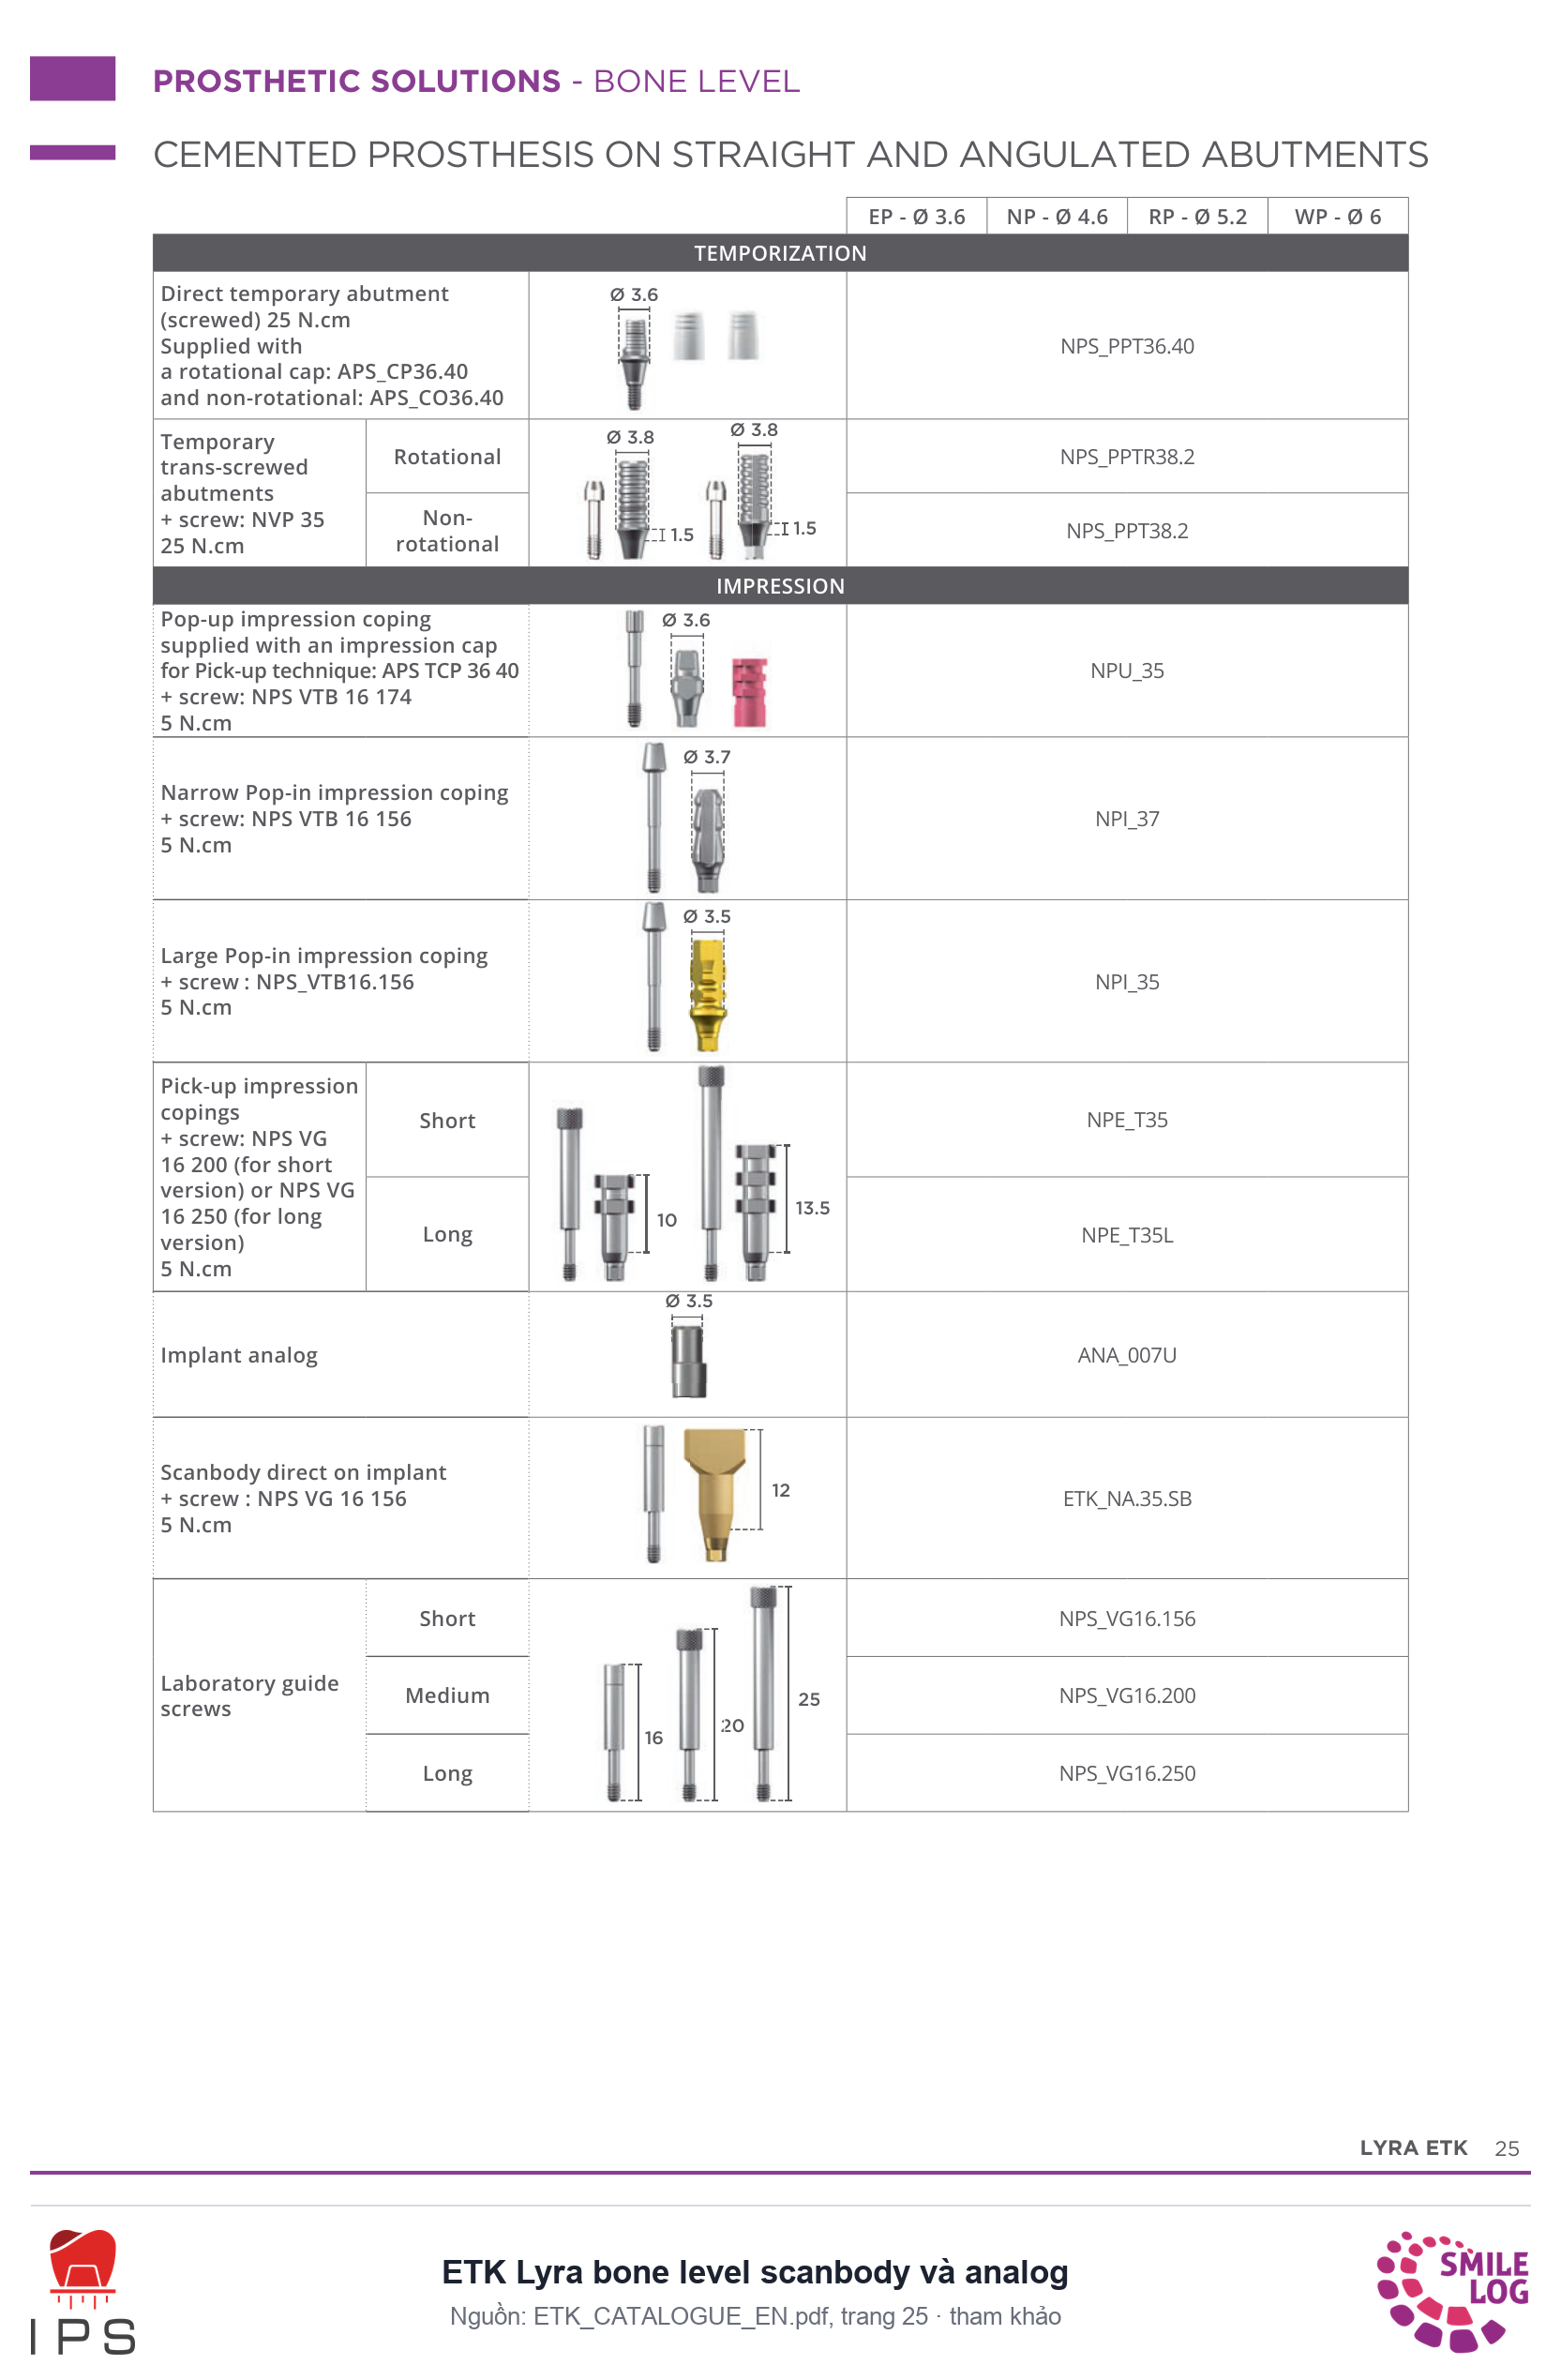 PROSTHETIC SOLUTIONS - BONE LEVEL
CEMENTED PROSTHESIS ON STRAIGHT AND ANGULATED ABUTMENTS
EP - Ø 3.6 NP - Ø 4.6 RP - Ø 5.2 WP - Ø 6
TEMPORIZATION
Direct temporary abutment
(screwed) 25 N.cm
Supplied with
a rotational cap: APS_CP36.40
and non-rotational: APS_CO36.40
Ø 3.6
NPS_PPT36.40
Temporary
trans-screwed
abutments
+ screw: NVP 35
25 N.cm
Rotational
Non-
rotational
Ø 3.8
1.5
Ø 3.8
1.5
NPS_PPTR38.2
NPS_PPT38.2
IMPRESSION
Pop-up impression coping
supplied with an impression cap
for Pick-up technique: APS TCP 36 40
+ screw: NPS VTB 16 174
5 N.cm
Ø 3.6
NPU_35
Narrow Pop-in impression coping
+ screw: NPS VTB 16 156
5 N.cm
Ø 3.7
NPI_37
Large Pop-in impression coping
+ screw : NPS_VTB16.156
5 N.cm
Ø 3.5
NPI_35
Pick-up impression
copings
+ screw: NPS VG
16 200 (for short
version) or NPS VG
16 250 (for long
version)
5 N.cm
Short
Long
10
13.5
NPE_T35
NPE_T35L
Implant analog
Ø 3.5
ANA_007U
Scanbody direct on implant
+ screw : NPS VG 16 156
5 N.cm
12
ETK_NA.35.SB
Laboratory guide
screws
Short
Medium
Long
16
20
25
NPS_VG16.156
NPS_VG16.200
NPS_VG16.250
LYRA ETK 25
IPS
ETK Lyra bone level scanbody và analog
Nguồn: ETK_CATALOGUE_EN.pdf, trang 25 · tham khảo
SMILE
LOG